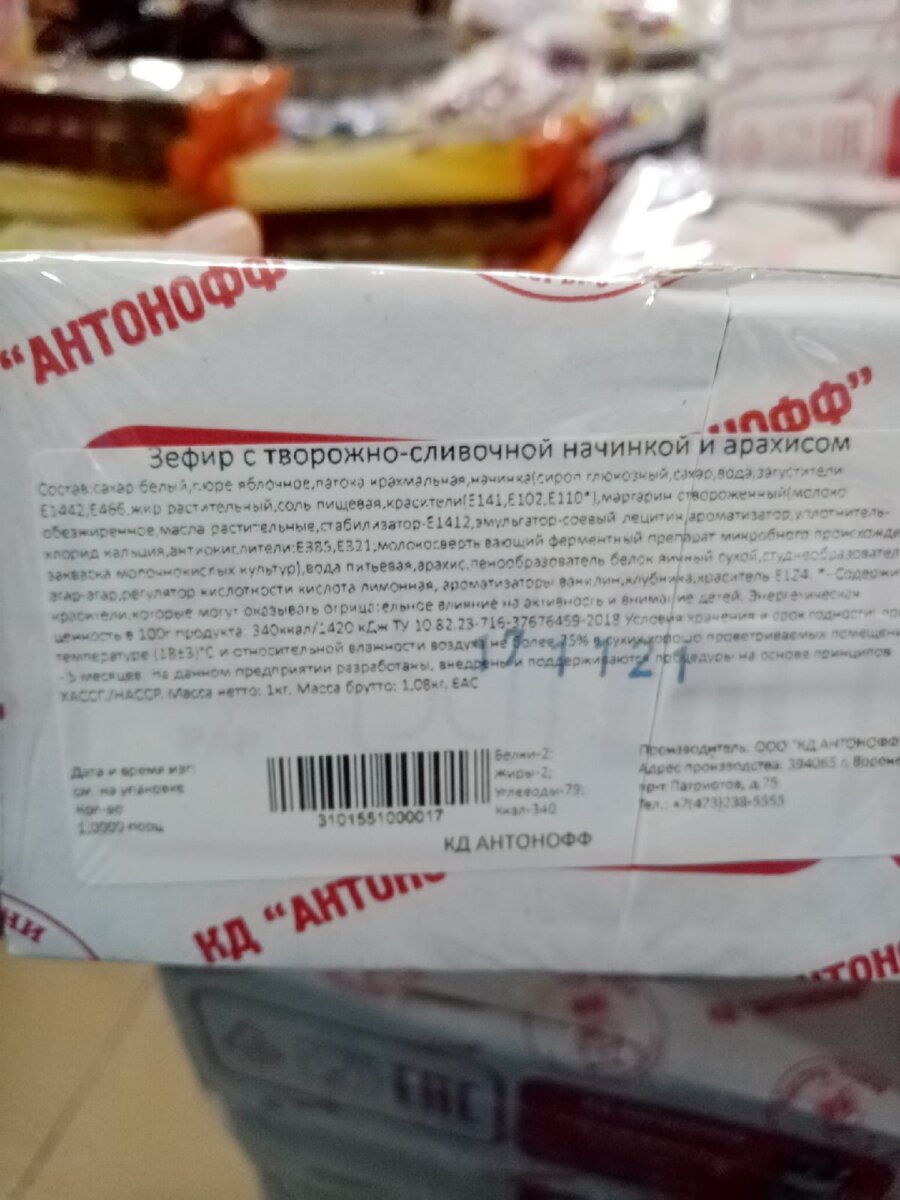 "АНТОНОФФ"
НОФФ"
Зефир с творожно-сливочной начинкой и арахисом
Состав:сахар белый,пюре яблочное,патока крахмальная,начинка(сироп глюкозный,сахар,вода,загустители
Е1442,Е466,жир растительный,соль пищевая,красители(Е141,Е102,Е110*),маргарин створоженный(молоко
обезжиренное,масла растительные,стабилизатор-Е1412,эмульгатор-соевый лецитин,ароматизатор,уплотнитель-
хлорид кальция,антиокислители:Е385,Е321;молокосвертывающий ферментный препарат микробного происхожде
закваска молочнокислых культур),вода питьевая,арахис,пенообразователь белок яичный сухой,студнеобразовател
агар-агар,регулятор кислотности кислота лимонная, ароматизаторы ванилин,клубника,краситель Е124. *- Содержи
красители,которые могут оказывать отрицательное влияние на активность и внимание детей. Энергетическая
ценность в 100г продукта: 340ккал/1420 кДж ТУ 10.82.23-716-37676459-2018 Условия хранения и срок годности: при
температуре (18±3)°С и относительной влажности воздуха не более 75% в сухих,хорошо проветриваемых помещени
- 5 месяцев. На данном предприятии разработаны, внедрены и поддерживаются процедуры на основе принципов
ХАССП/НАССР. Масса нетто: 1кг. Масса брутто: 1,08кг. ЕАС
17 11 21
Дата и время изг:
см. на упаковке
Кол-во
1,0000 порц
3101551000017
Белки-2;
жиры-2;
углеводы-79;
ккал-340
КД АНТОНОФФ
Производитель: ООО "КД АНТОНОФФ"
Адрес производства: 394065 г. Вороне
пр-т Патриотов, д.75
Тел.: +7(473)238-5555
КД "АНТОНО
НТОН
ЕАС